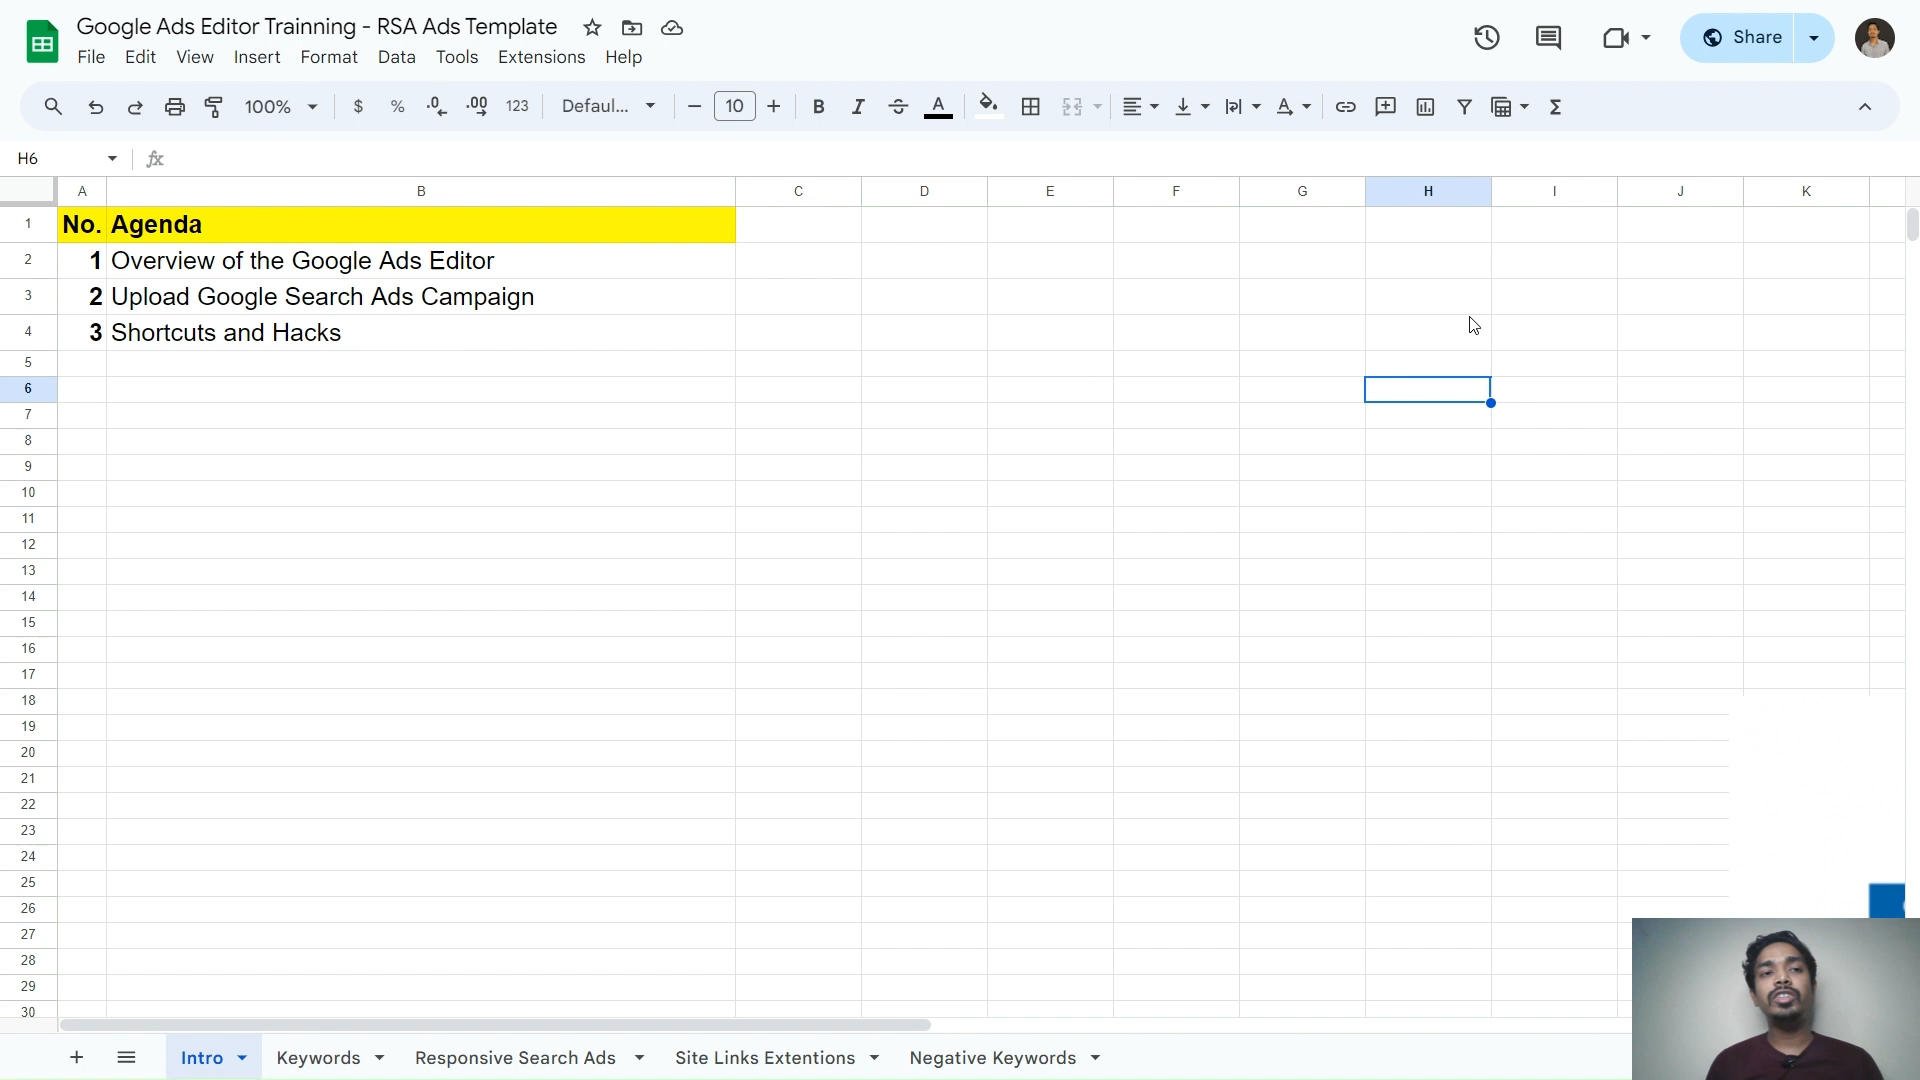 Google Ads Editor Trainning - RSA Ads Template
File Edit View Insert Format Data Tools Extensions Help
Share
100% $ % .0 .00 123 Defaul... 10 B I A
H6 fx
A B C D E F G H I J K
1 No. Agenda
2 1 Overview of the Google Ads Editor
3 2 Upload Google Search Ads Campaign
4 3 Shortcuts and Hacks
5
6
7
8
9
10
11
12
13
14
15
16
17
18
19
20
21
22
23
24
25
26
27
28
29
30
Intro Keywords Responsive Search Ads Site Links Extentions Negative Keywords